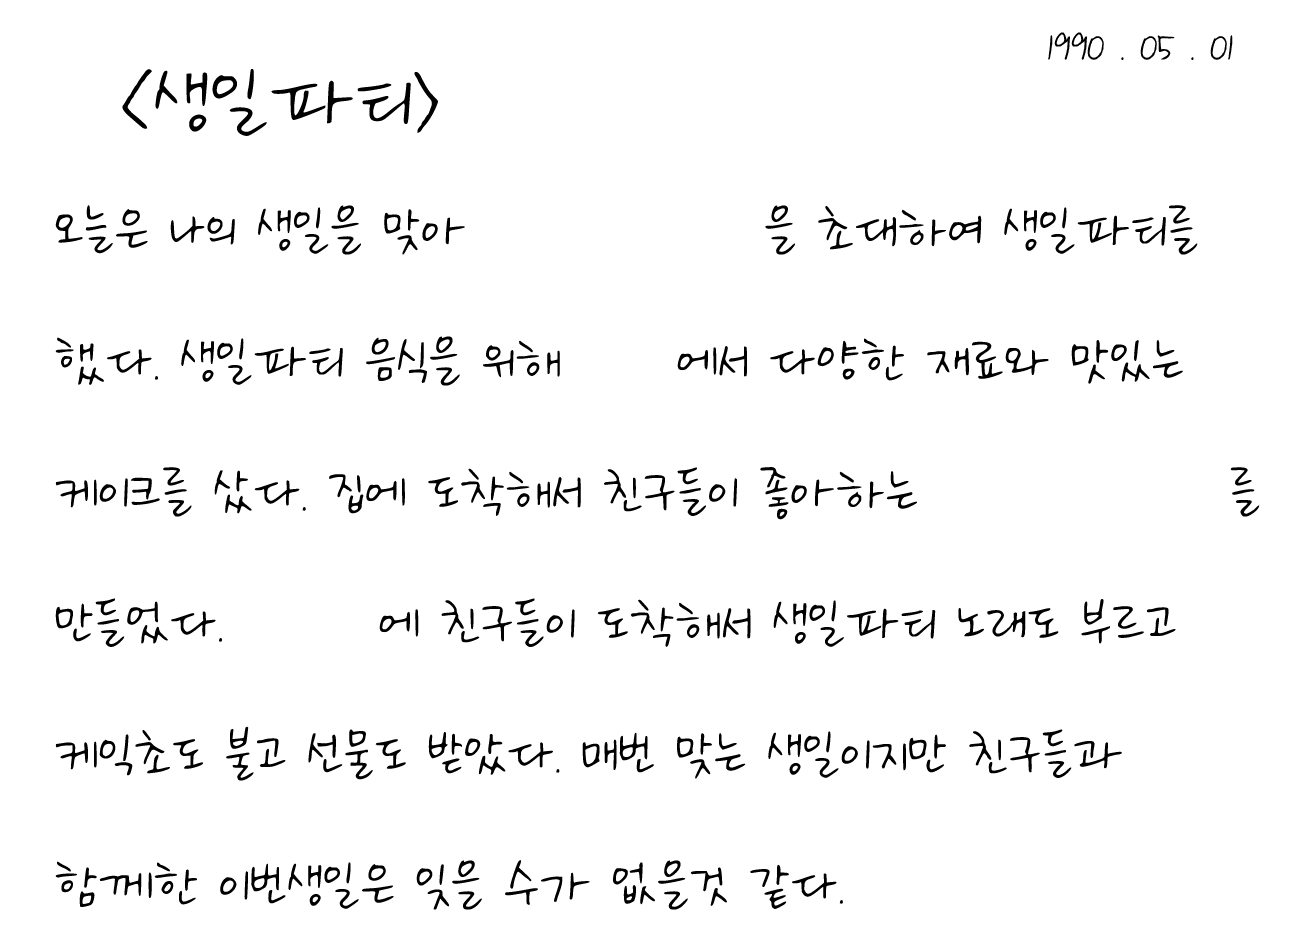 1990 . 05 . 01
<생일파티>
오늘은 나의 생일을 맞아 을 초대하여 생일파티를
했다. 생일파티 음식을 위해 에서 다양한 재료와 맛있는
케이크를 샀다. 집에 도착해서 친구들이 좋아하는 를
만들었다. 에 친구들이 도착해서 생일파티 노래도 부르고
케익초도 불고 선물도 받았다. 매번 맞는 생일이지만 친구들과
함께한 이번생일은 잊을 수가 없을것 같다.